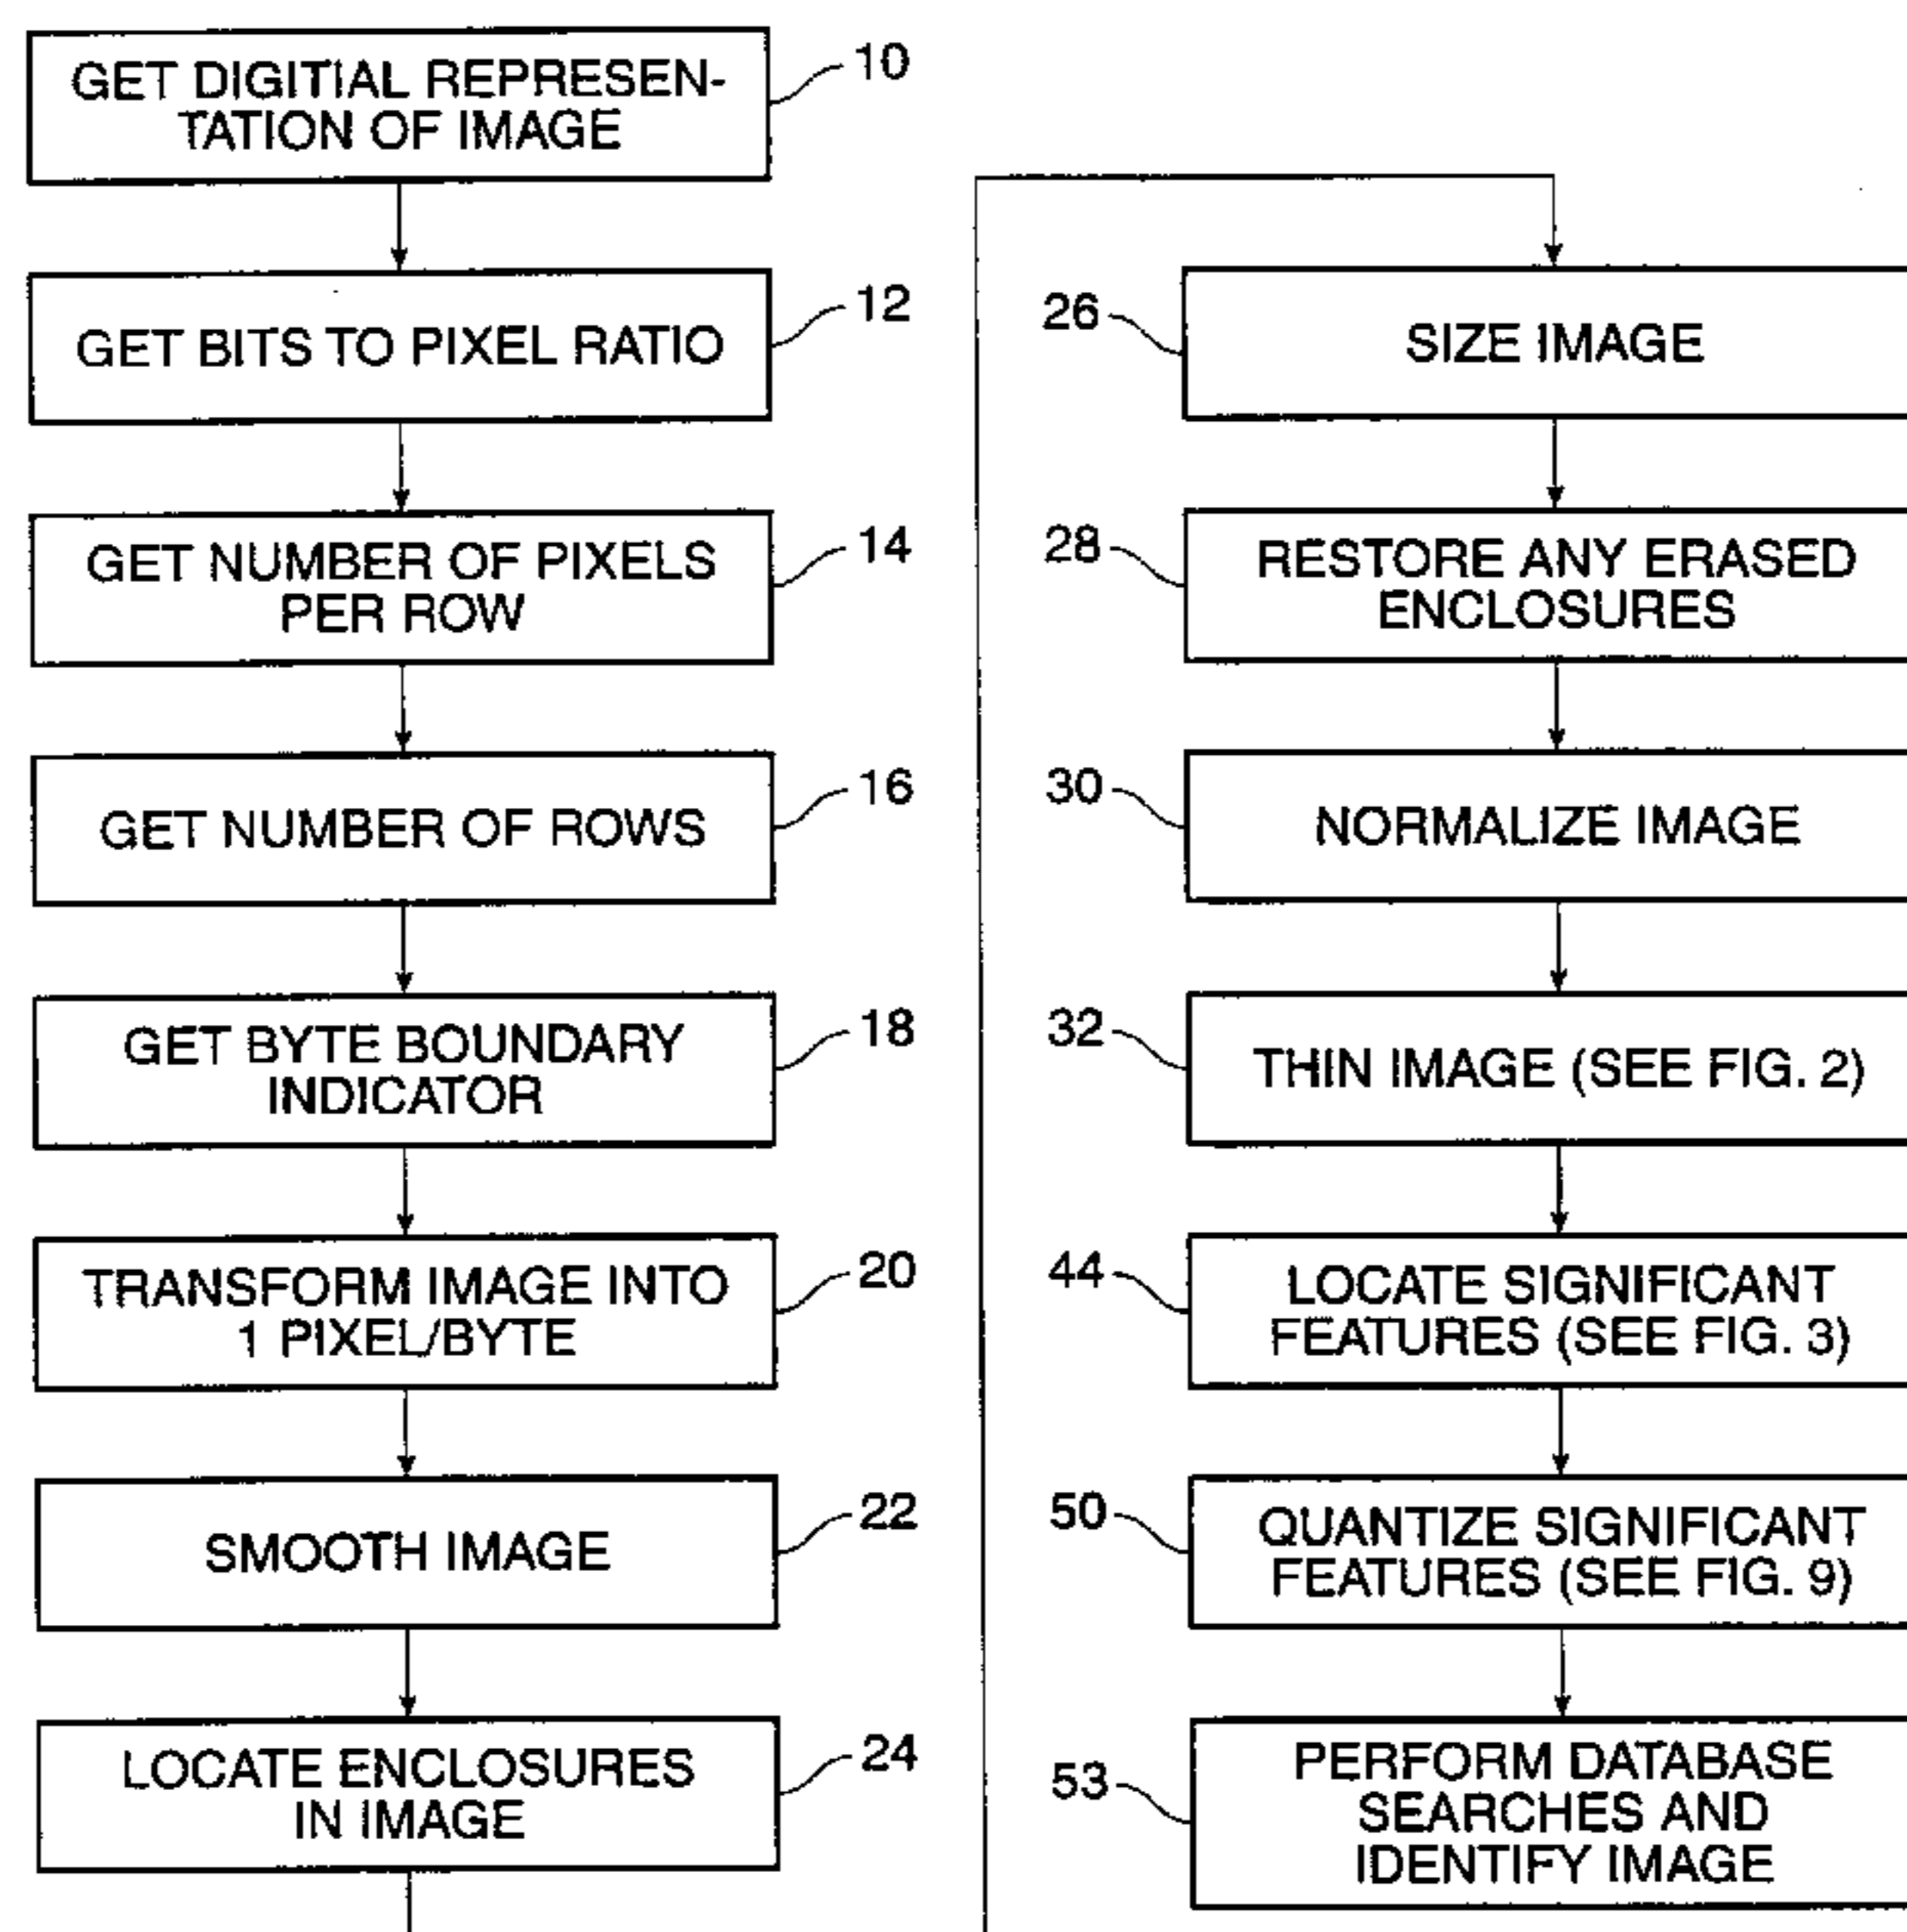 GET DIGITIAL REPRESEN-
TATION OF IMAGE
10
GET BITS TO PIXEL RATIO
12
GET NUMBER OF PIXELS
PER ROW
14
GET NUMBER OF ROWS
16
GET BYTE BOUNDARY
INDICATOR
18
TRANSFORM IMAGE INTO
1 PIXEL/BYTE
20
SMOOTH IMAGE
22
LOCATE ENCLOSURES
IN IMAGE
24
26
SIZE IMAGE
28
RESTORE ANY ERASED
ENCLOSURES
30
NORMALIZE IMAGE
32
THIN IMAGE (SEE FIG. 2)
44
LOCATE SIGNIFICANT
FEATURES (SEE FIG. 3)
50
QUANTIZE SIGNIFICANT
FEATURES (SEE FIG. 9)
53
PERFORM DATABASE
SEARCHES AND
IDENTIFY IMAGE